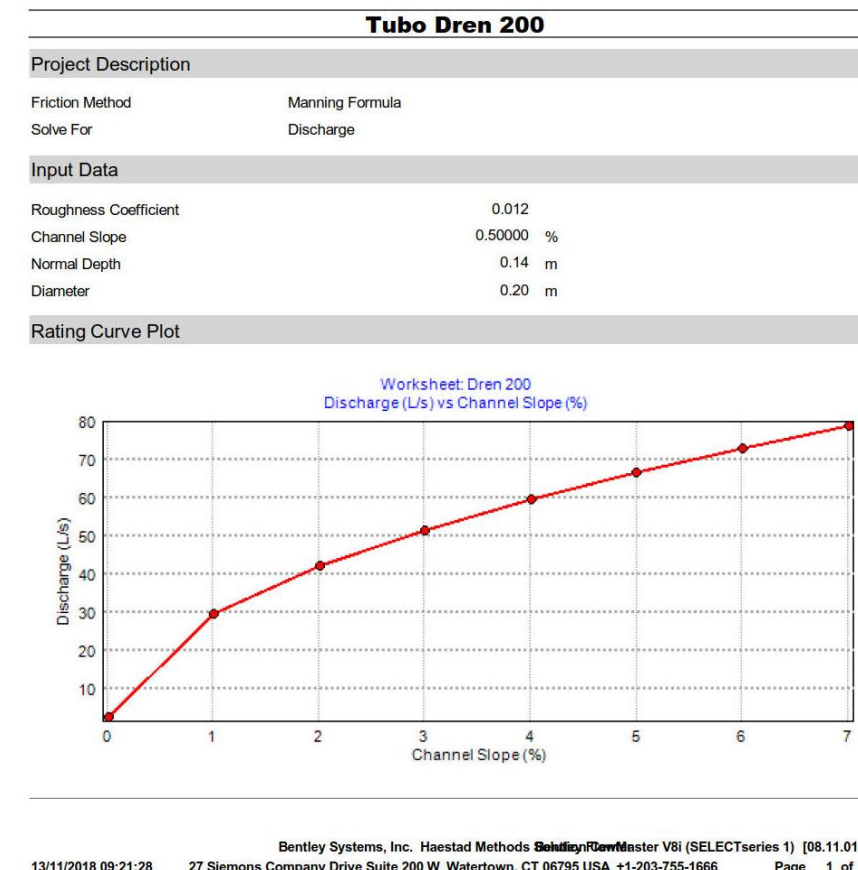 Tubo Dren 200
Project Description
Friction Method Manning Formula
Solve For Discharge
Input Data
Roughness Coefficient 0.012
Channel Slope 0.50000 %
Normal Depth 0.14 m
Diameter 0.20 m
Rating Curve Plot
Worksheet: Dren 200
Discharge (L/s) vs Channel Slope (%)
80
70
60
50
40
30
20
10
Discharge (L/s)
0 1 2 3 4 5 6 7
Channel Slope (%)
Bentley Systems, Inc. Haestad Methods Master V8i (SELECTseries 1) [08.11.01
13/11/2018 09:21:28 27 Siemons Company Drive Suite 200 W Watertown, CT 06795 USA +1-203-755-1666 Page 1 of